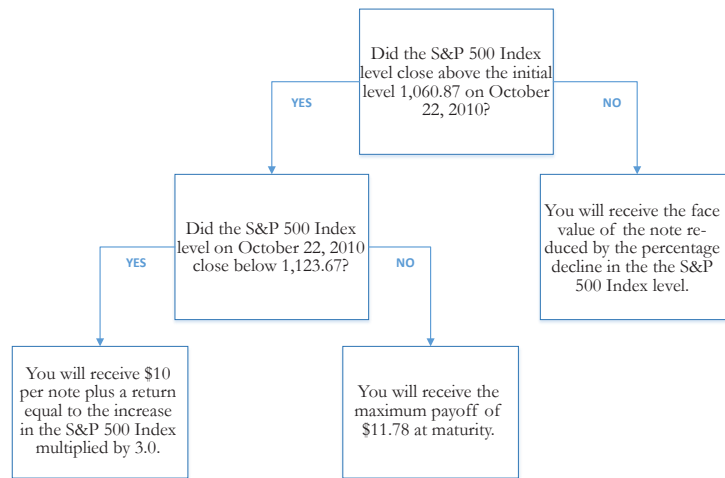 Did the S&P 500 Index
level close above the initial
level 1,060.87 on October
22, 2010?
YES
NO
Did the S&P 500 Index
level on October 22, 2010
close below 1,123.67?
You will receive the face
value of the note re-
duced by the percentage
decline in the the S&P
500 Index level.
YES
NO
You will receive $10
per note plus a return
equal to the increase
in the S&P 500 Index
multiplied by 3.0.
You will receive the
maximum payoff of
$11.78 at maturity.